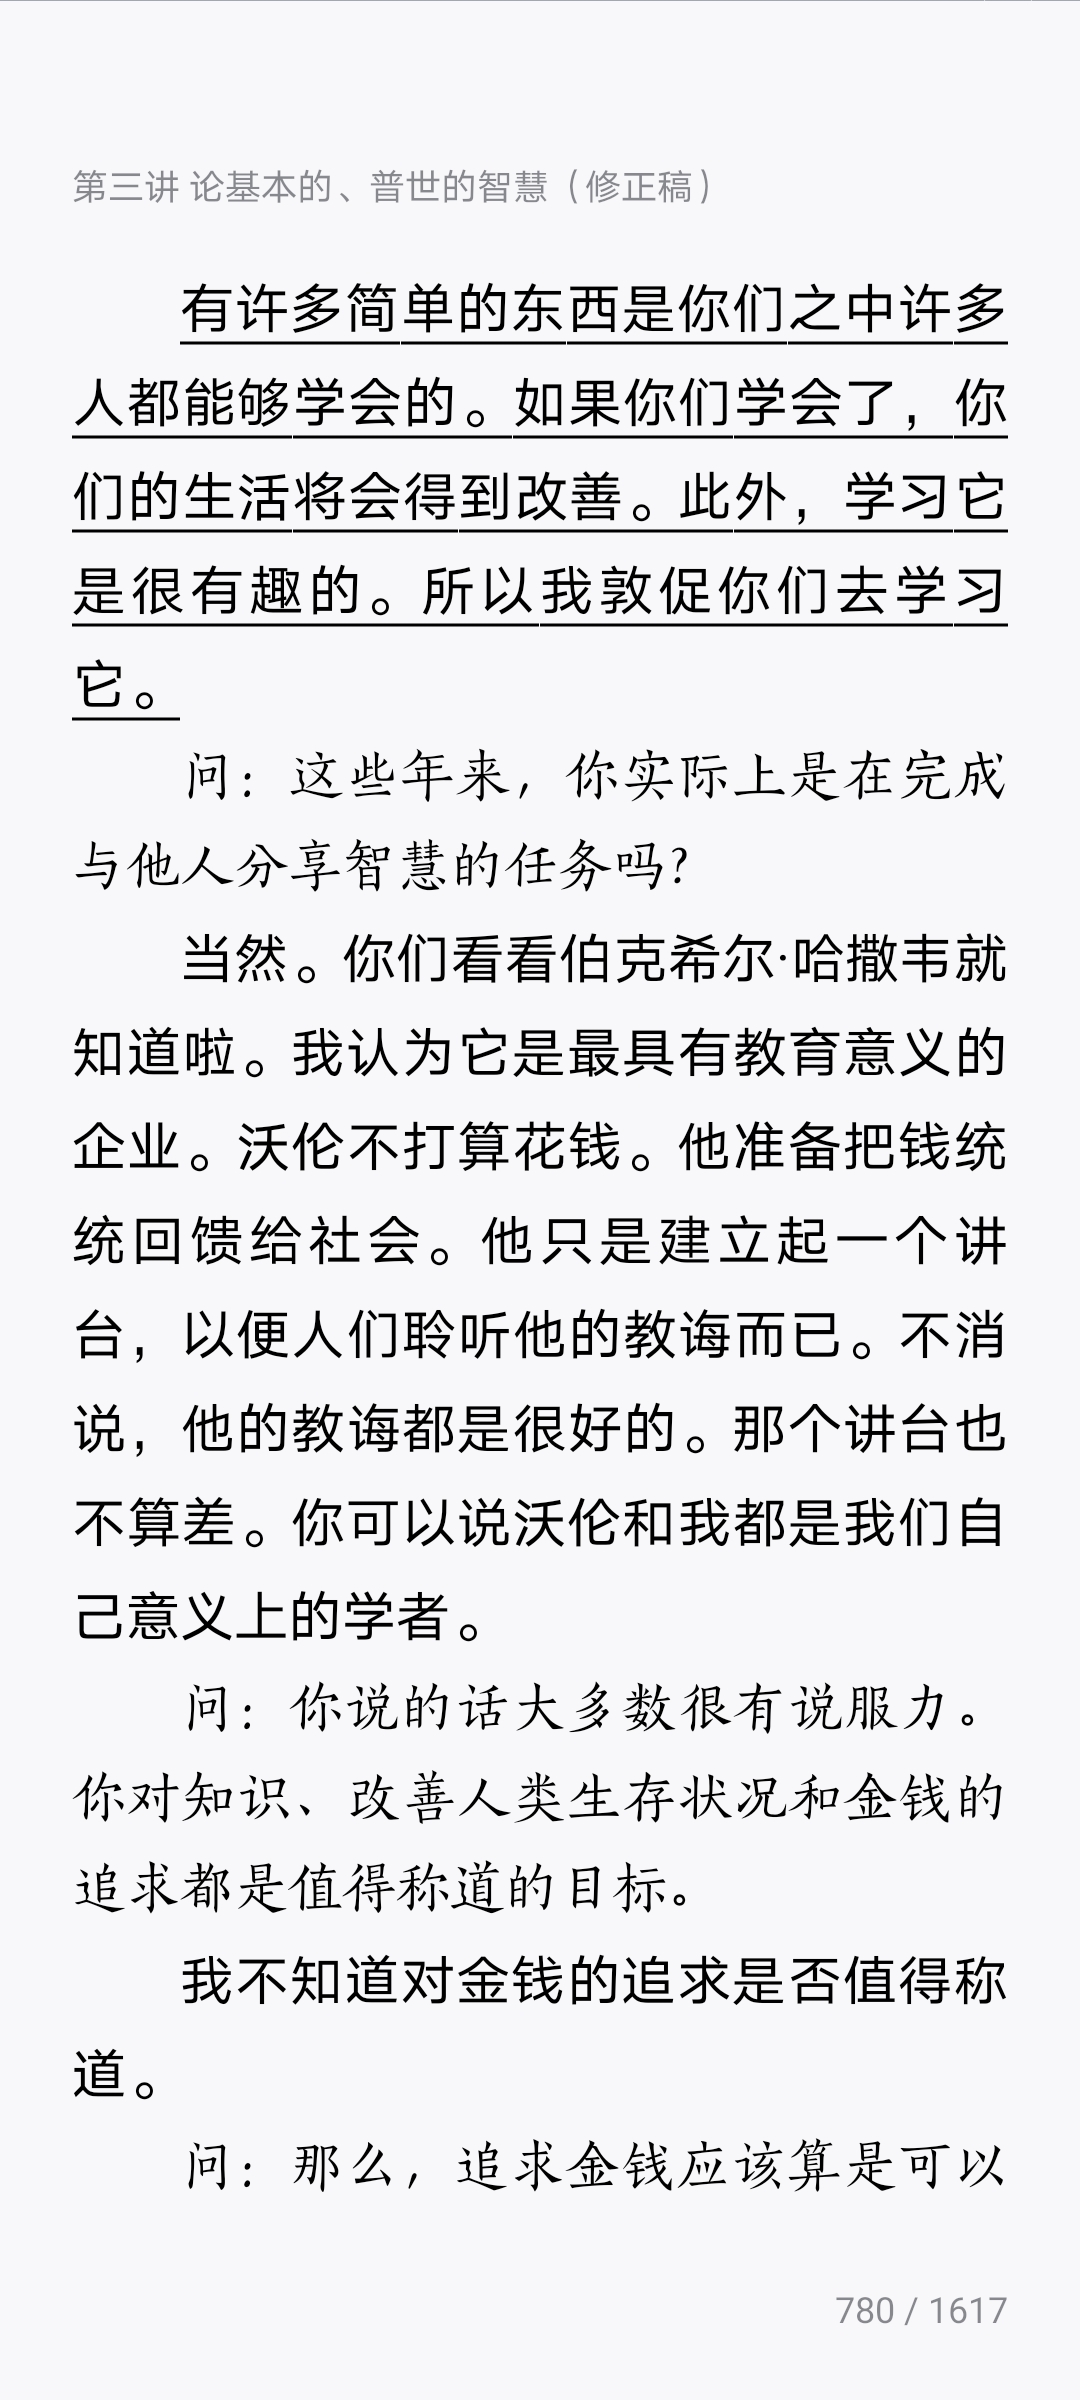 第三讲 论基本的、普世的智慧（修正稿）
有许多简单的东西是你们之中许多
人都能够学会的。如果你们学会了，你
们的生活将会得到改善。此外，学习它
是很有趣的。所以我敦促你们去学习
它。
问：这些年来，你实际上是在完成
与他人分享智慧的任务吗？
当然。你们看看伯克希尔·哈撒韦就
知道啦。我认为它是最具有教育意义的
企业。沃伦不打算花钱。他准备把钱统
统回馈给社会。他只是建立起一个讲
台，以便人们聆听他的教诲而已。不消
说，他的教诲都是很好的。那个讲台也
不算差。你可以说沃伦和我都是我们自
己意义上的学者。
问：你说的话大多数很有说服力。
你对知识、改善人类生存状况和金钱的
追求都是值得称道的目标。
我不知道对金钱的追求是否值得称
道。
问：那么，追求金钱应该算是可以
780 / 1617